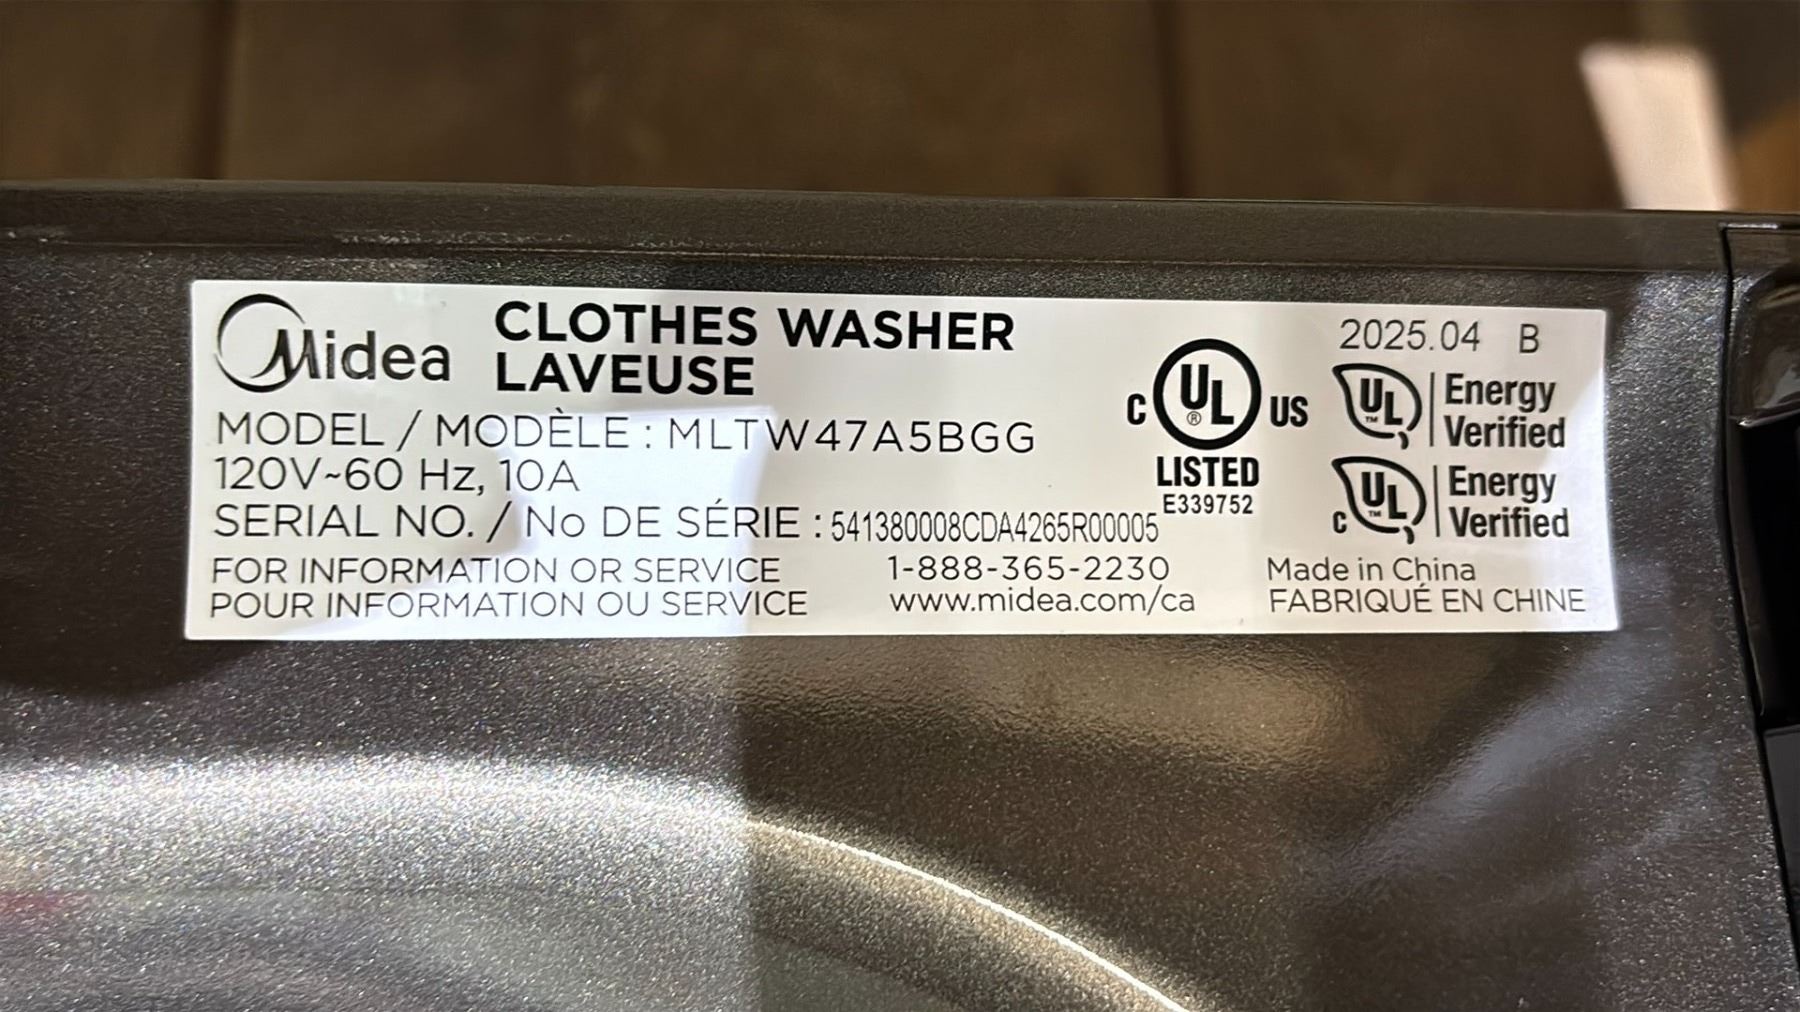 Midea CLOTHES WASHER
LAVEUSE
MODEL / MODÈLE : MLTW47A5BGG
120V~60 Hz, 10A
SERIAL NO. / No DE SÉRIE : 541380008CDA4265R00005
FOR INFORMATION OR SERVICE 1-888-365-2230
POUR INFORMATION OU SERVICE www.midea.com/ca
C UL ® US
LISTED
E339752
2025.04 B
UL ™ Energy
Verified
C UL ™ Energy
Verified
Made in China
FABRIQUÉ EN CHINE